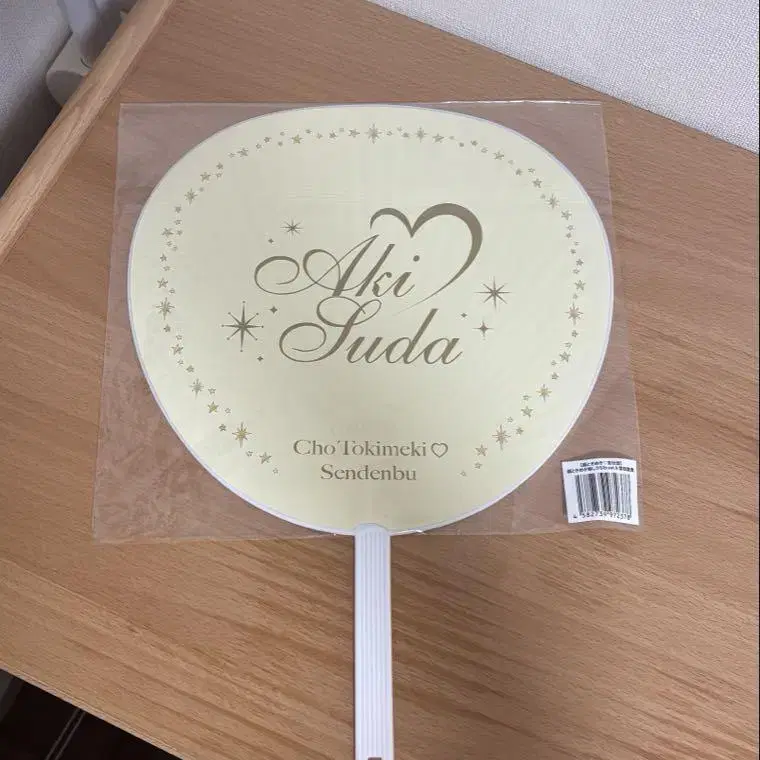 Aki
Suda
Cho Tokimeki♡
Sendenbu